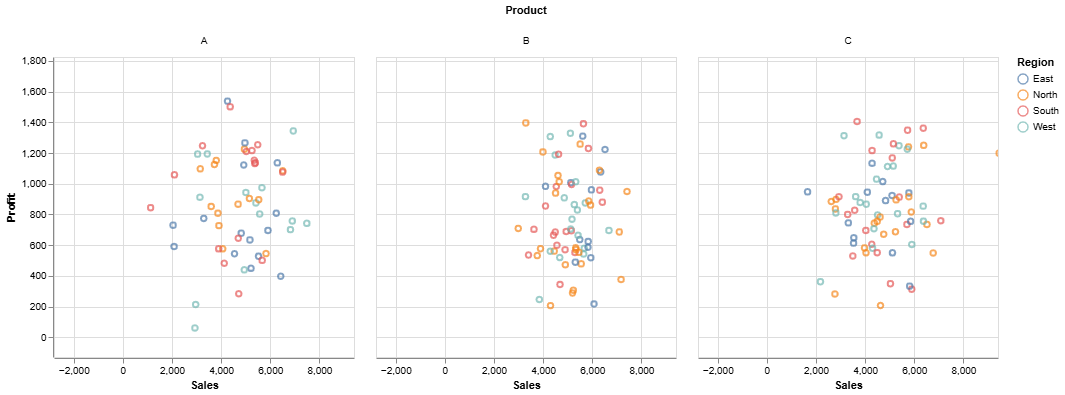 Product
A B C
Region
East
North
South
West
1,800
1,600
1,400
1,200
1,000
800
600
400
200
0
Profit
−2,000 0 2,000 4,000 6,000 8,000 −2,000 0 2,000 4,000 6,000 8,000 −2,000 0 2,000 4,000 6,000 8,000
Sales Sales Sales